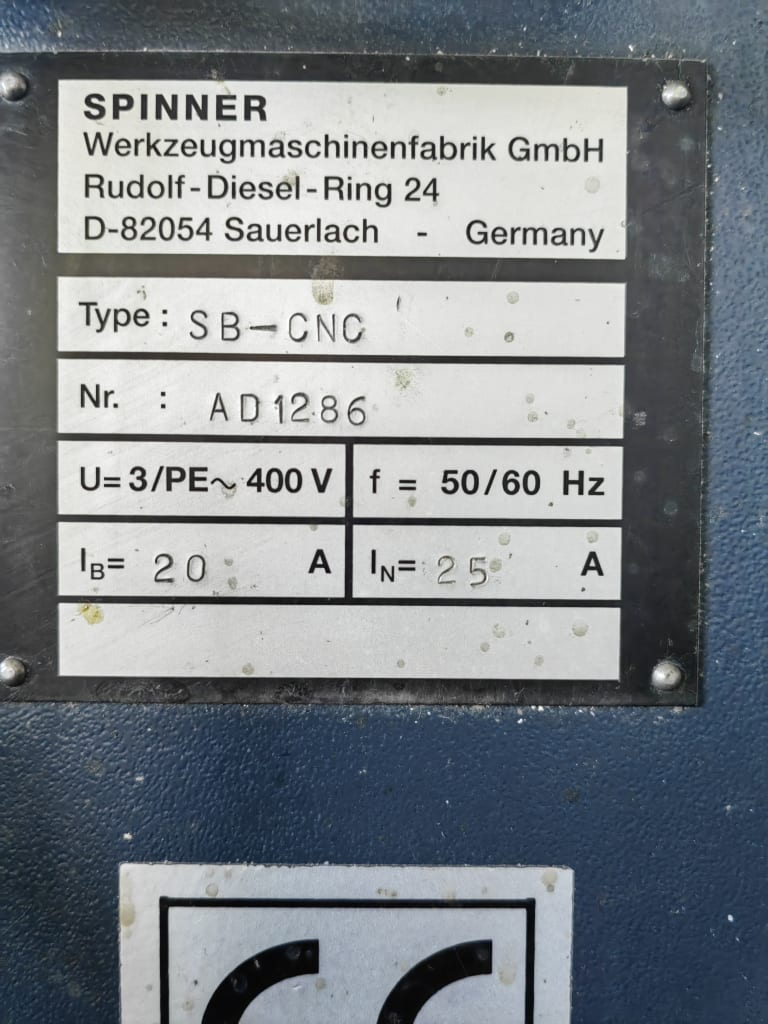 SPINNER
Werkzeugmaschinenfabrik GmbH
Rudolf-Diesel-Ring 24
D-82054 Sauerlach - Germany
Type: SB-CNC
Nr. : AD1286
U= 3/PE~ 400 V f = 50/60 Hz
IB= 20 A IN= 25 A
CE